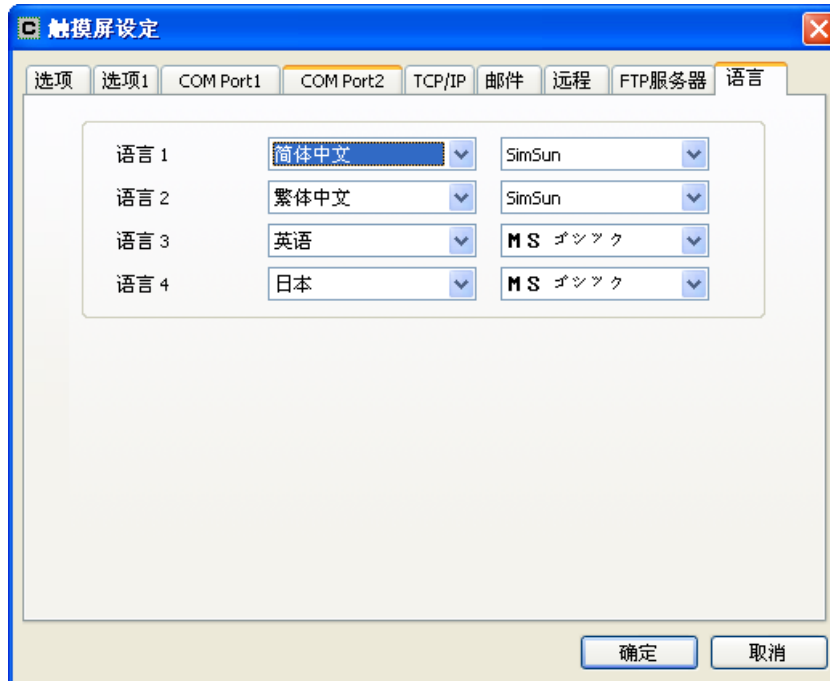 C 触摸屏设定
选项 选项1 COM Port1 COM Port2 TCP/IP 邮件 远程 FTP服务器 语言
语言 1 简体中文 SimSun
语言 2 繁体中文 SimSun
语言 3 英语 MS ゴシック
语言 4 日本 MS ゴシック
确定 取消